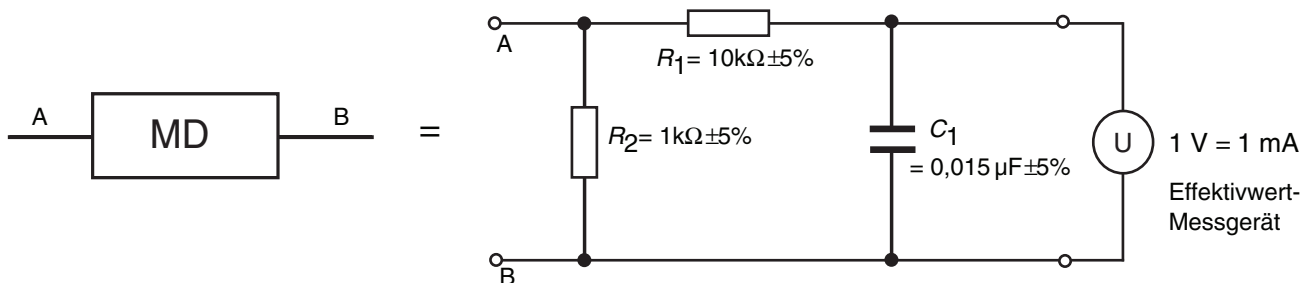 A
MD
B
=
A
R1= 10kΩ±5%
R2= 1kΩ±5%
C1
= 0,015 µF±5%
U
1 V = 1 mA
Effektivwert-
Messgerät
B